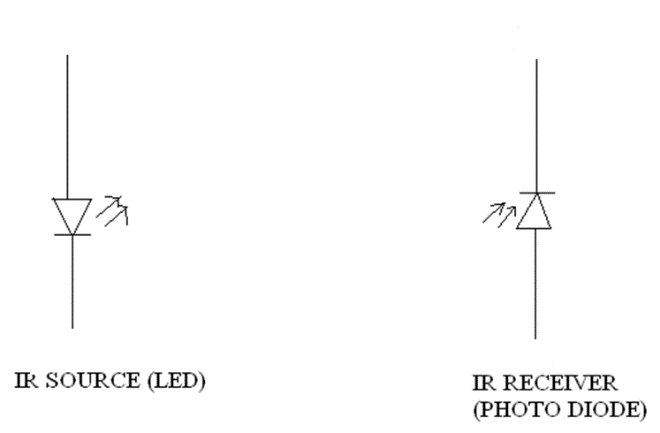 IR SOURCE (LED)
IR RECEIVER
(PHOTO DIODE)